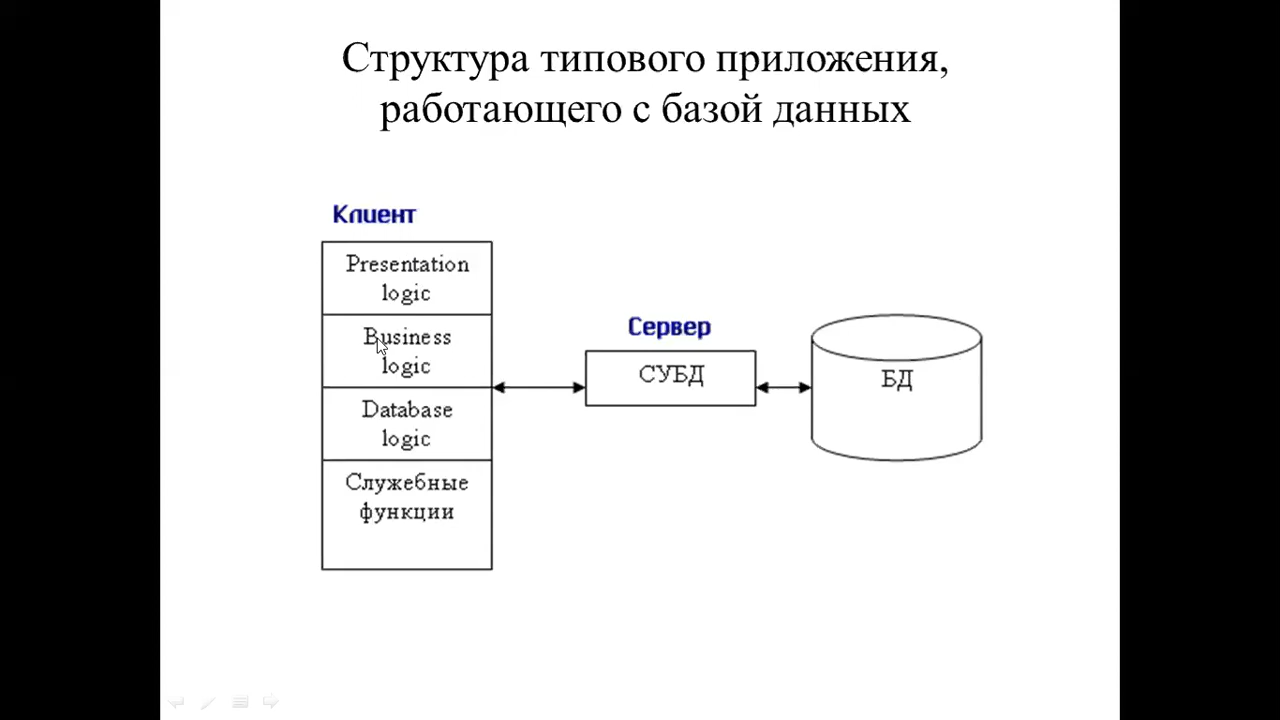 Структура типового приложения,
работающего с базой данных
Клиент
Presentation
logic
Business
logic
Database
logic
Служебные
функции
Сервер
СУБД
БД